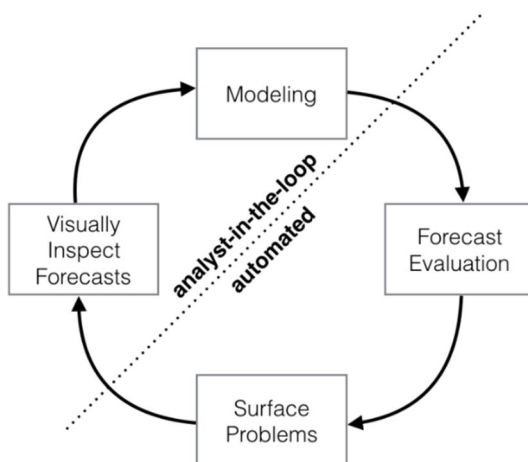 Modeling
analyst-in-the-loop
automated
Visually
Inspect
Forecasts
Forecast
Evaluation
Surface
Problems